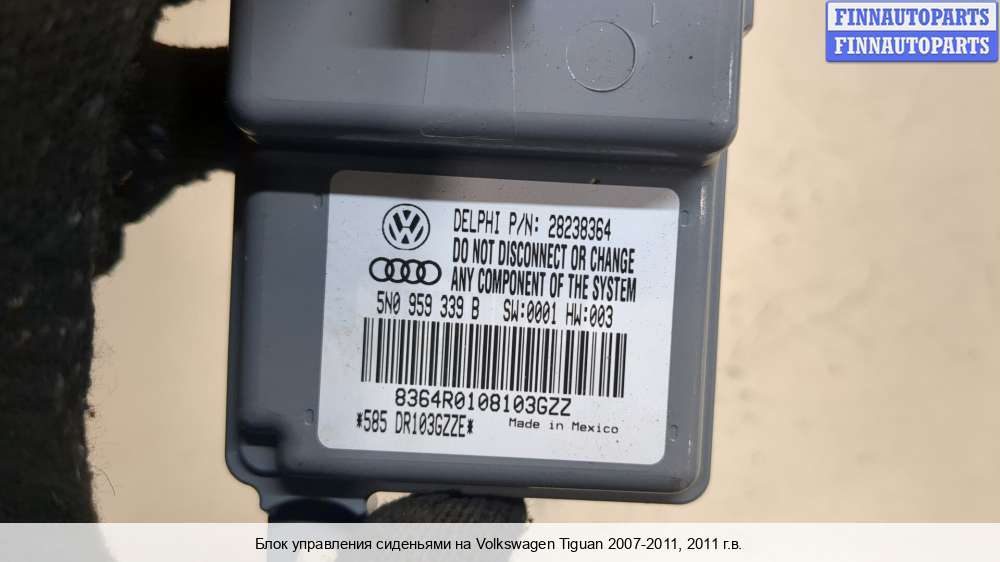 FINNAUTOPARTS
FINNAUTOPARTS
DELPHI P/N: 28238364
DO NOT DISCONNECT OR CHANGE
ANY COMPONENT OF THE SYSTEM
5N0 959 339 B SW:0001 HW:003
8364R0108103GZZ
*585 DR103GZZE*
Made in Mexico
Блок управления сиденьями на Volkswagen Tiguan 2007-2011, 2011 г.в.